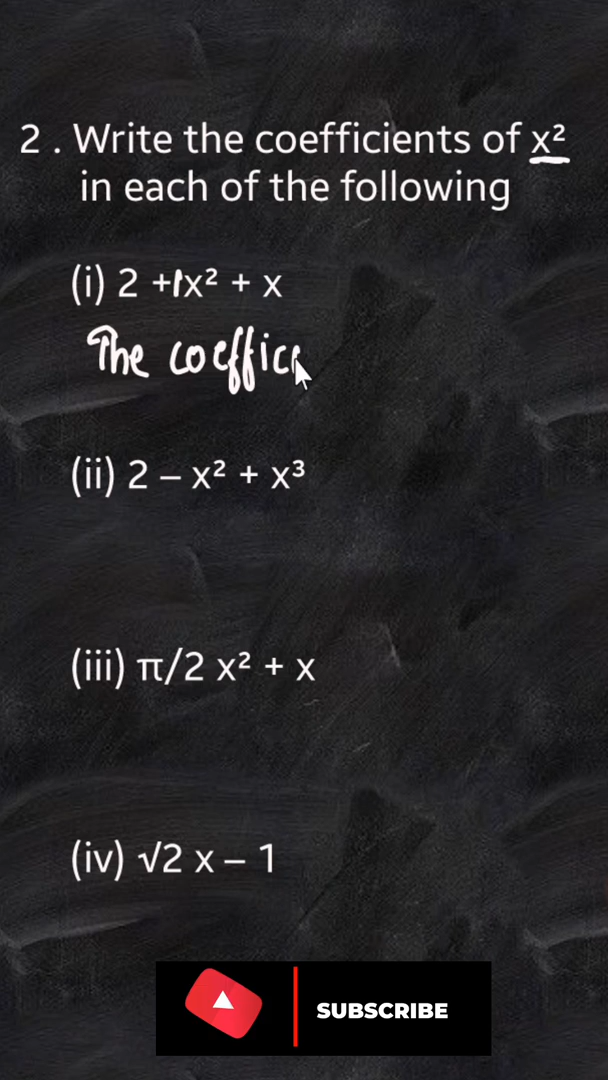 2 . Write the coefficients of x²
in each of the following
(i) 2 +1x² + x
The coeffice
(ii) 2 – x² + x³
(iii) π/2 x² + x
(iv) √2 x – 1
SUBSCRIBE